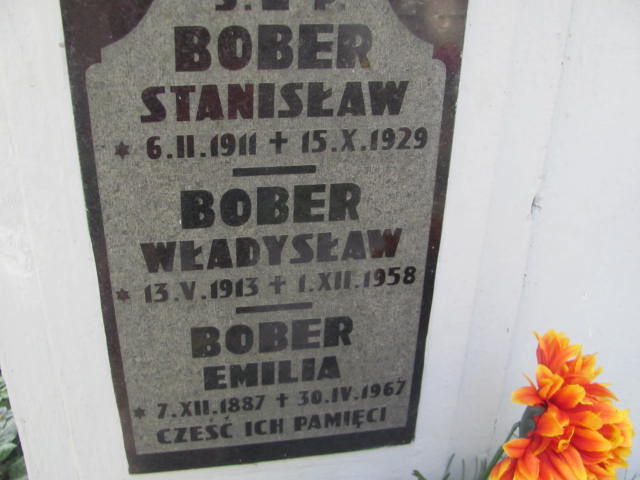 Ś. P.
BOBER
STANISŁAW
* 6.II.1911 + 15.X.1929
BOBER
WŁADYSŁAW
* 13.V.1913 + 1.XII.1958
BOBER
EMILIA
* 7.XII.1887 + 30.IV.1967
CZEŚĆ ICH PAMIĘCI